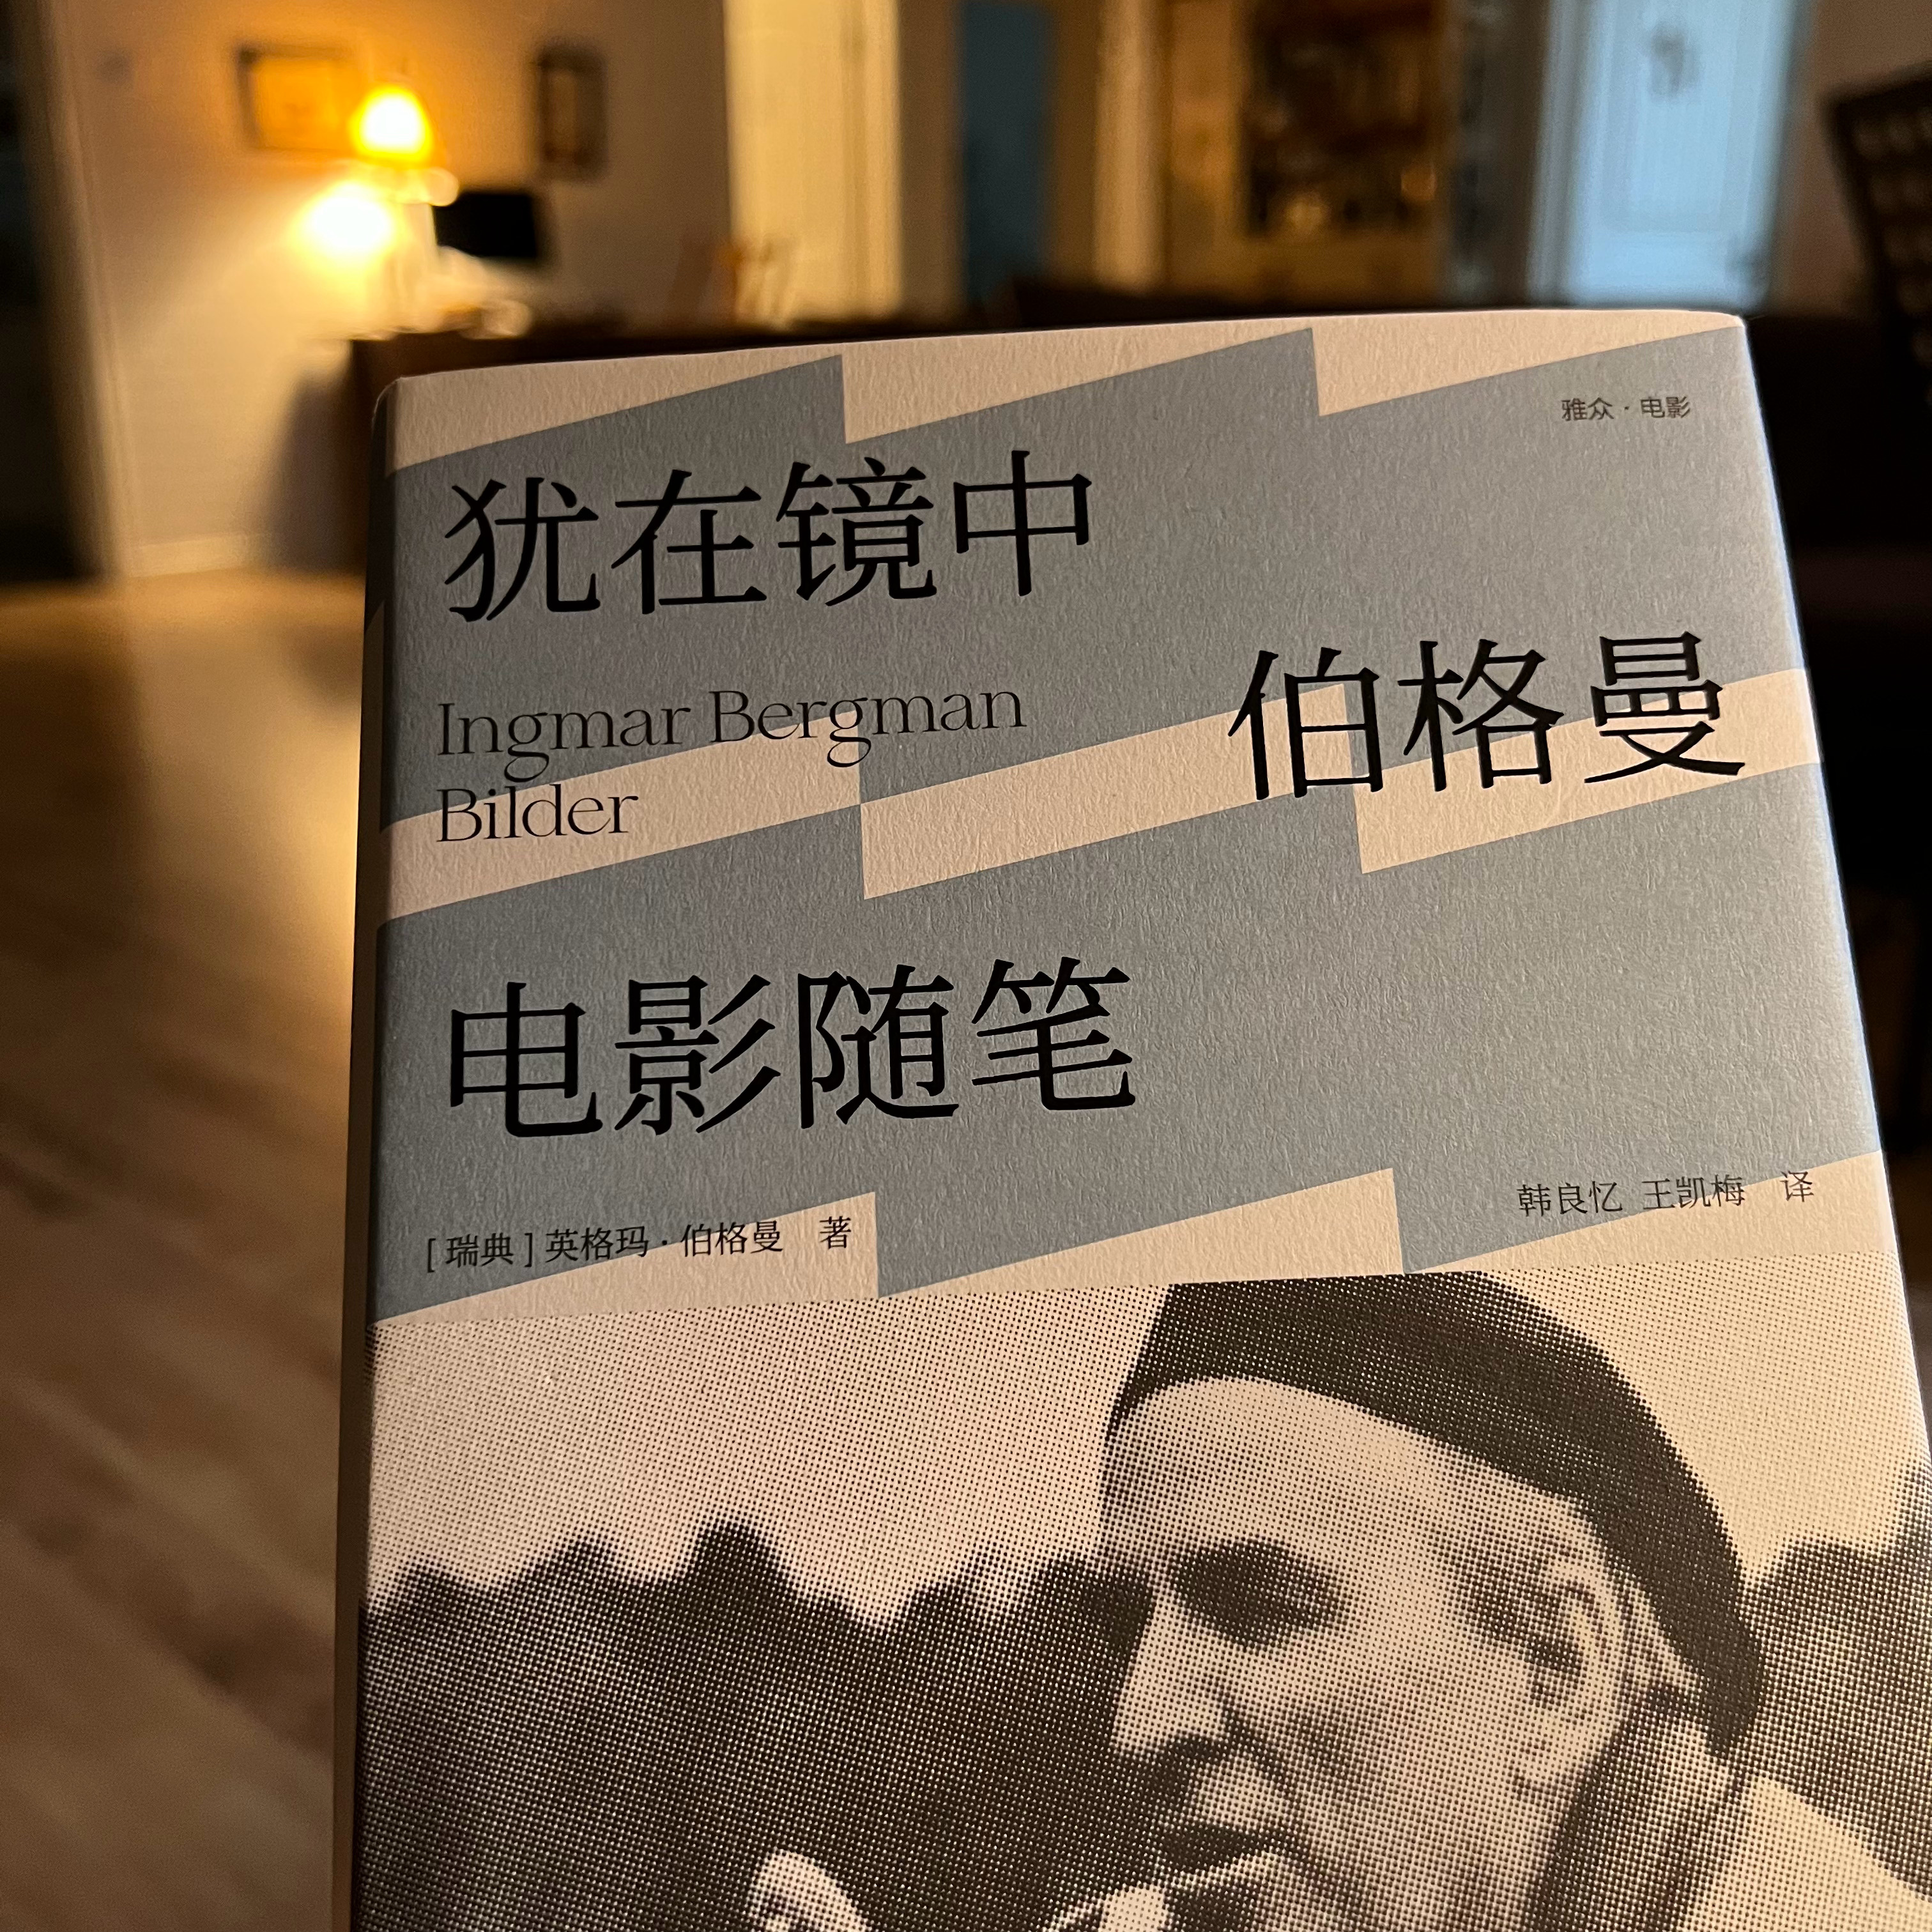 雅众·电影
犹在镜中
Ingmar Bergman
伯格曼
Bilder
电影随笔
[瑞典]英格玛·伯格曼 著
韩良忆 王凯梅 译